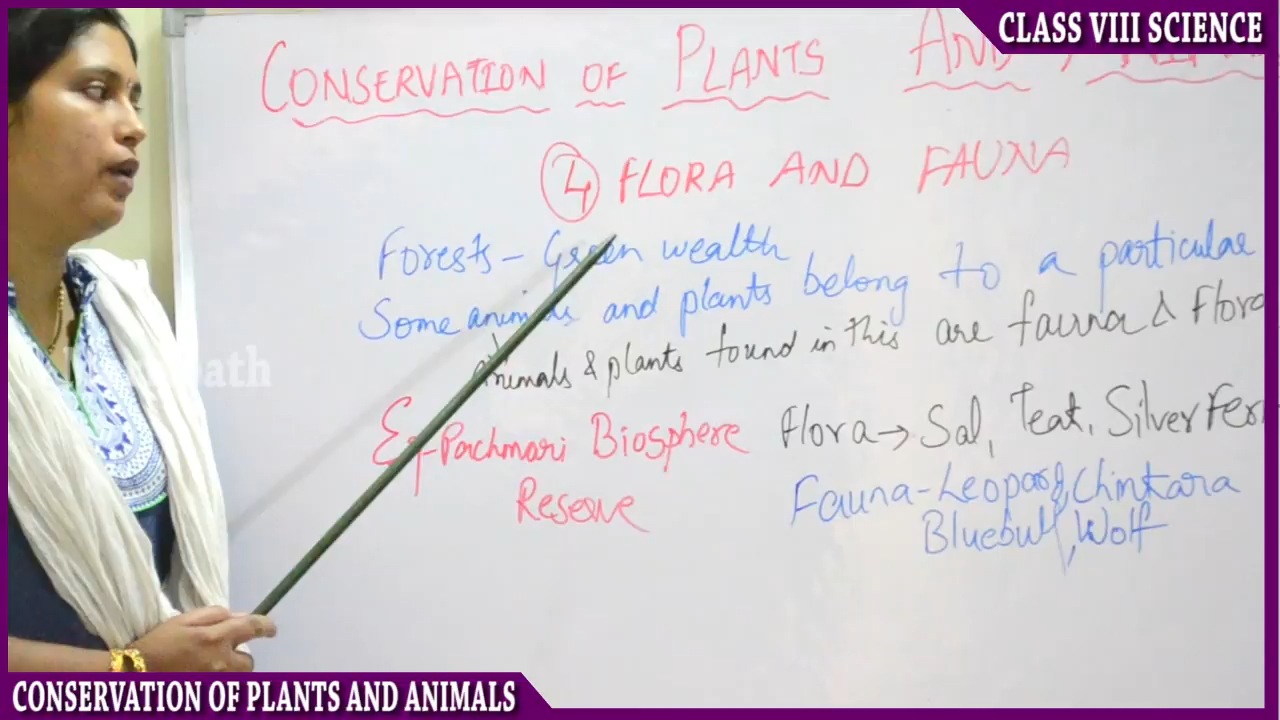 CLASS VIII SCIENCE
CONSERVATION OF PLANTS AND
④ FLORA AND FAUNA
Forests - Green wealth
Some animals and plants belong to a particular
animals & plants found in this are fauna & flora
Eg-Pachmari Biosphere Reserve
Flora → Sal, Teat, Silver Fern
Fauna - Leopard, Chinkara
Bluebull, Wolf
CONSERVATION OF PLANTS AND ANIMALS